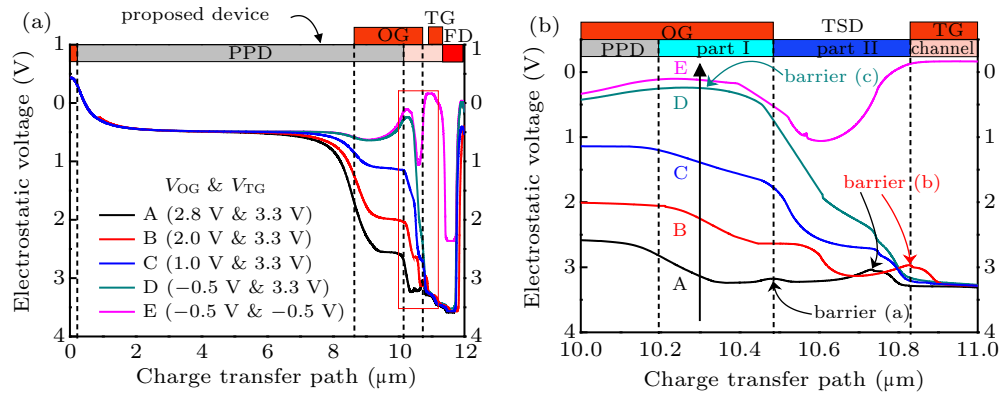 (a)
proposed device
TG
OG
FD
PPD
1
0
1
2
3
4
Electrostatic voltage (V)
1
0
1
2
3
4
Electrostatic voltage (V)
V_OG & V_TG
A (2.8 V & 3.3 V)
B (2.0 V & 3.3 V)
C (1.0 V & 3.3 V)
D (−0.5 V & 3.3 V)
E (−0.5 V & −0.5 V)
0 2 4 6 8 10 12
Charge transfer path (µm)
(b)
OG TSD TG
PPD part I part II channel
0
1
2
3
4
Electrostatic voltage (V)
E
D
C
B
A
barrier (c)
barrier (b)
barrier (a)
10.0 10.2 10.4 10.6 10.8 11.0
Charge transfer path (µm)